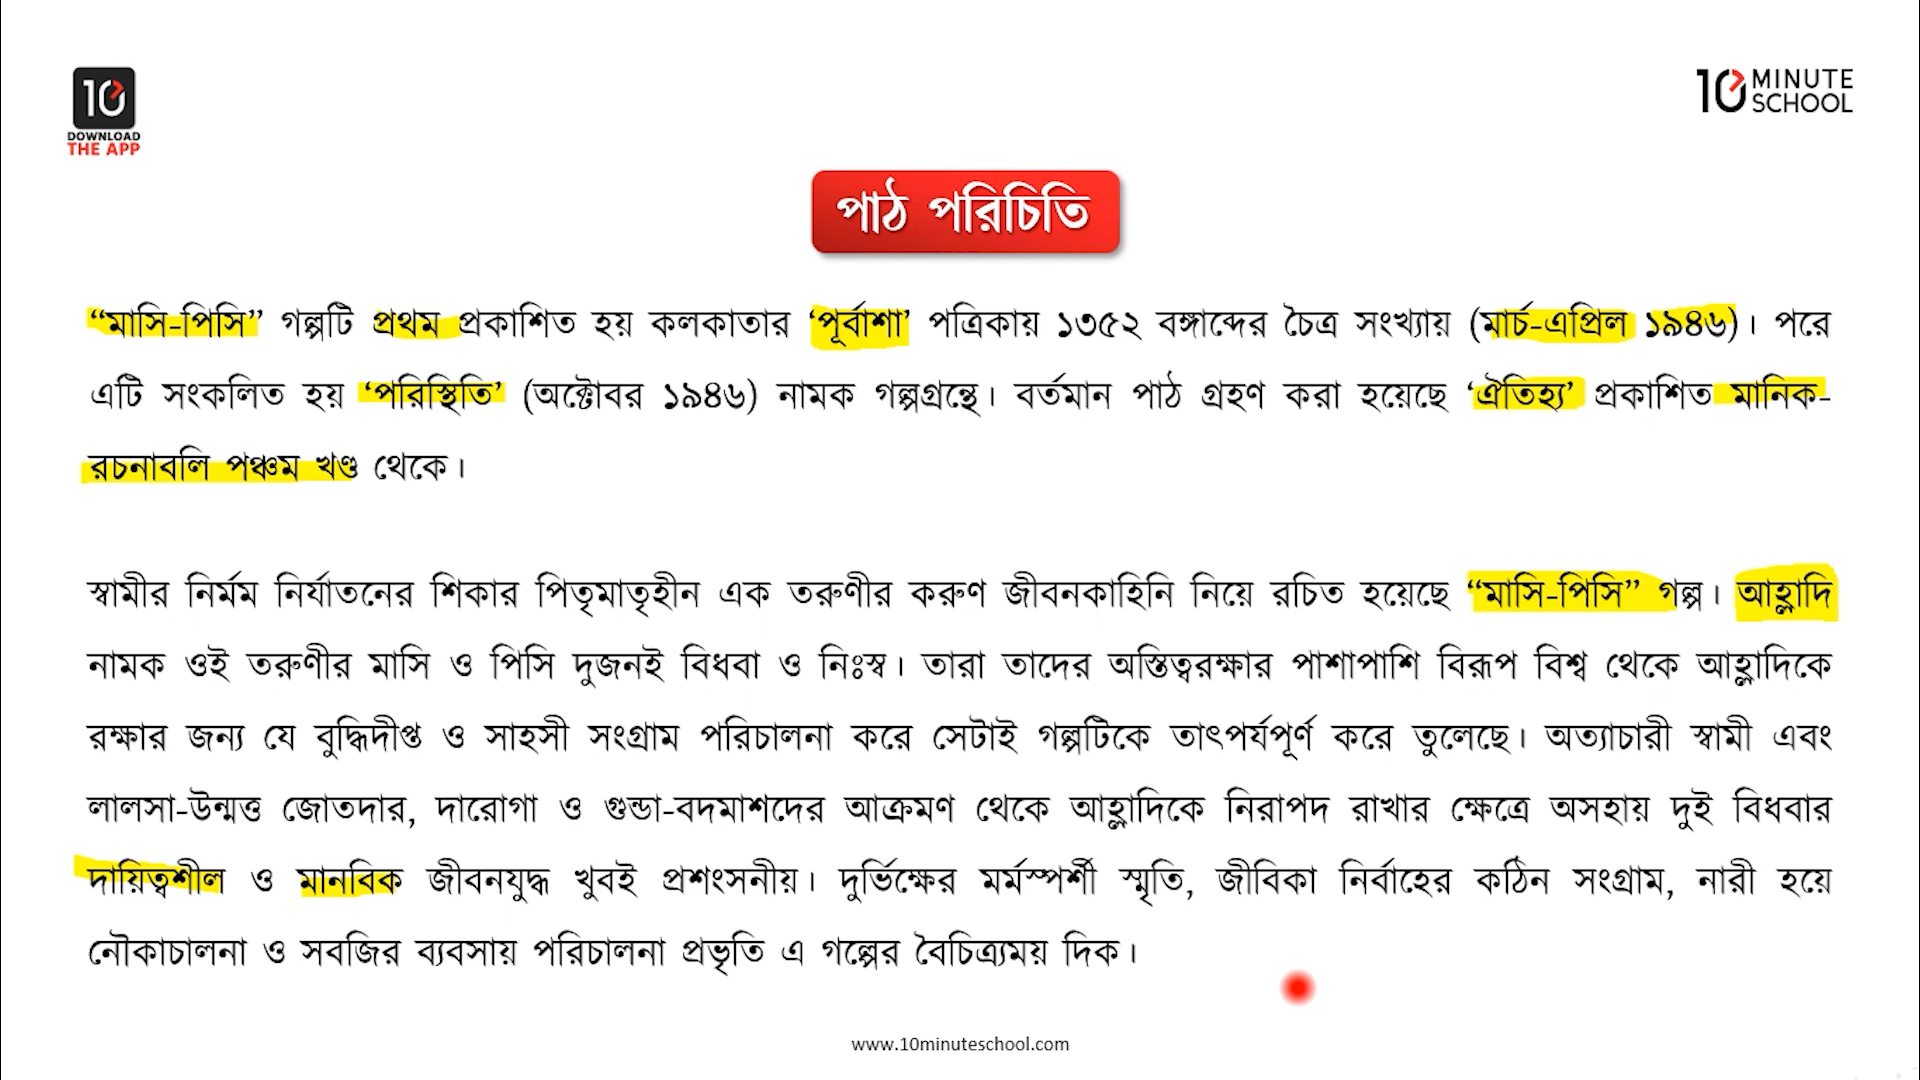 10
DOWNLOAD
THE APP
10 MINUTE
SCHOOL
পাঠ পরিচিতি
“মাসি-পিসি” গল্পটি প্রথম প্রকাশিত হয় কলকাতার ‘পূর্বাশা’ পত্রিকায় ১৩৫২ বঙ্গাব্দের চৈত্র সংখ্যায় (মার্চ-এপ্রিল ১৯৪৬)। পরে
এটি সংকলিত হয় ‘পরিস্থিতি’ (অক্টোবর ১৯৪৬) নামক গল্পগ্রন্থে। বর্তমান পাঠ গ্রহণ করা হয়েছে ‘ঐতিহ্য’ প্রকাশিত মানিক-
রচনাবলি পঞ্চম খণ্ড থেকে।
স্বামীর নির্মম নির্যাতনের শিকার পিতৃমাতৃহীন এক তরুণীর করুণ জীবনকাহিনি নিয়ে রচিত হয়েছে “মাসি-পিসি” গল্প। আহ্লাদি
নামক ওই তরুণীর মাসি ও পিসি দুজনই বিধবা ও নিঃস্ব। তারা তাদের অস্তিত্বরক্ষার পাশাপাশি বিরূপ বিশ্ব থেকে আহ্লাদিকে
রক্ষার জন্য যে বুদ্ধিদীপ্ত ও সাহসী সংগ্রাম পরিচালনা করে সেটাই গল্পটিকে তাৎপর্যপূর্ণ করে তুলেছে। অত্যাচারী স্বামী এবং
লালসা-উন্মত্ত জোতদার, দারোগা ও গুন্ডা-বদমাশদের আক্রমণ থেকে আহ্লাদিকে নিরাপদ রাখার ক্ষেত্রে অসহায় দুই বিধবার
দায়িত্বশীল ও মানবিক জীবনযুদ্ধ খুবই প্রশংসনীয়। দুর্ভিক্ষের মর্মস্পর্শী স্মৃতি, জীবিকা নির্বাহের কঠিন সংগ্রাম, নারী হয়ে
নৌকাচালনা ও সবজির ব্যবসায় পরিচালনা প্রভৃতি এ গল্পের বৈচিত্র্যময় দিক।
www.10minuteschool.com